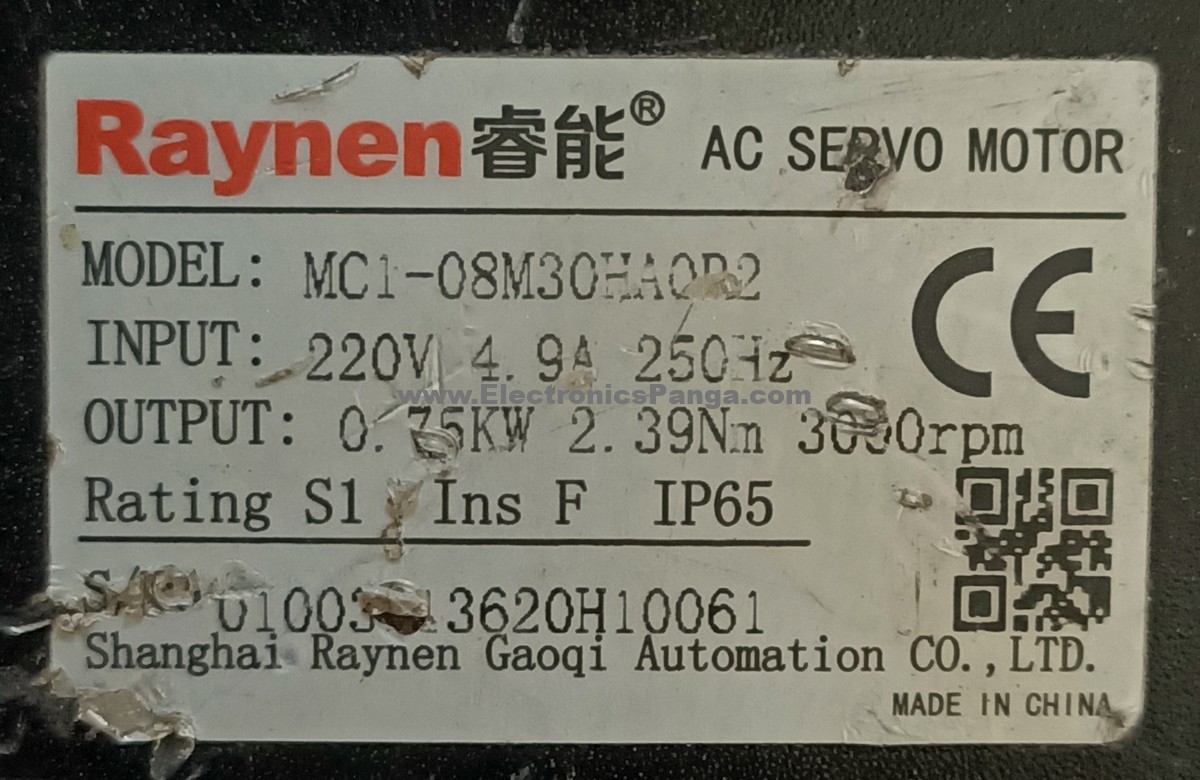 Raynen睿能® AC SERVO MOTOR
MODEL:
INPUT: 220V 4.9A 250Hz
www.ElectronicsPanga.com
OUTPUT: 0.75KW 2.39Nm 3000rpm
Rating S1 Ins F IP65
Shanghai Raynen Gaoqi Automation CO.,LTD.
MADE IN CHINA